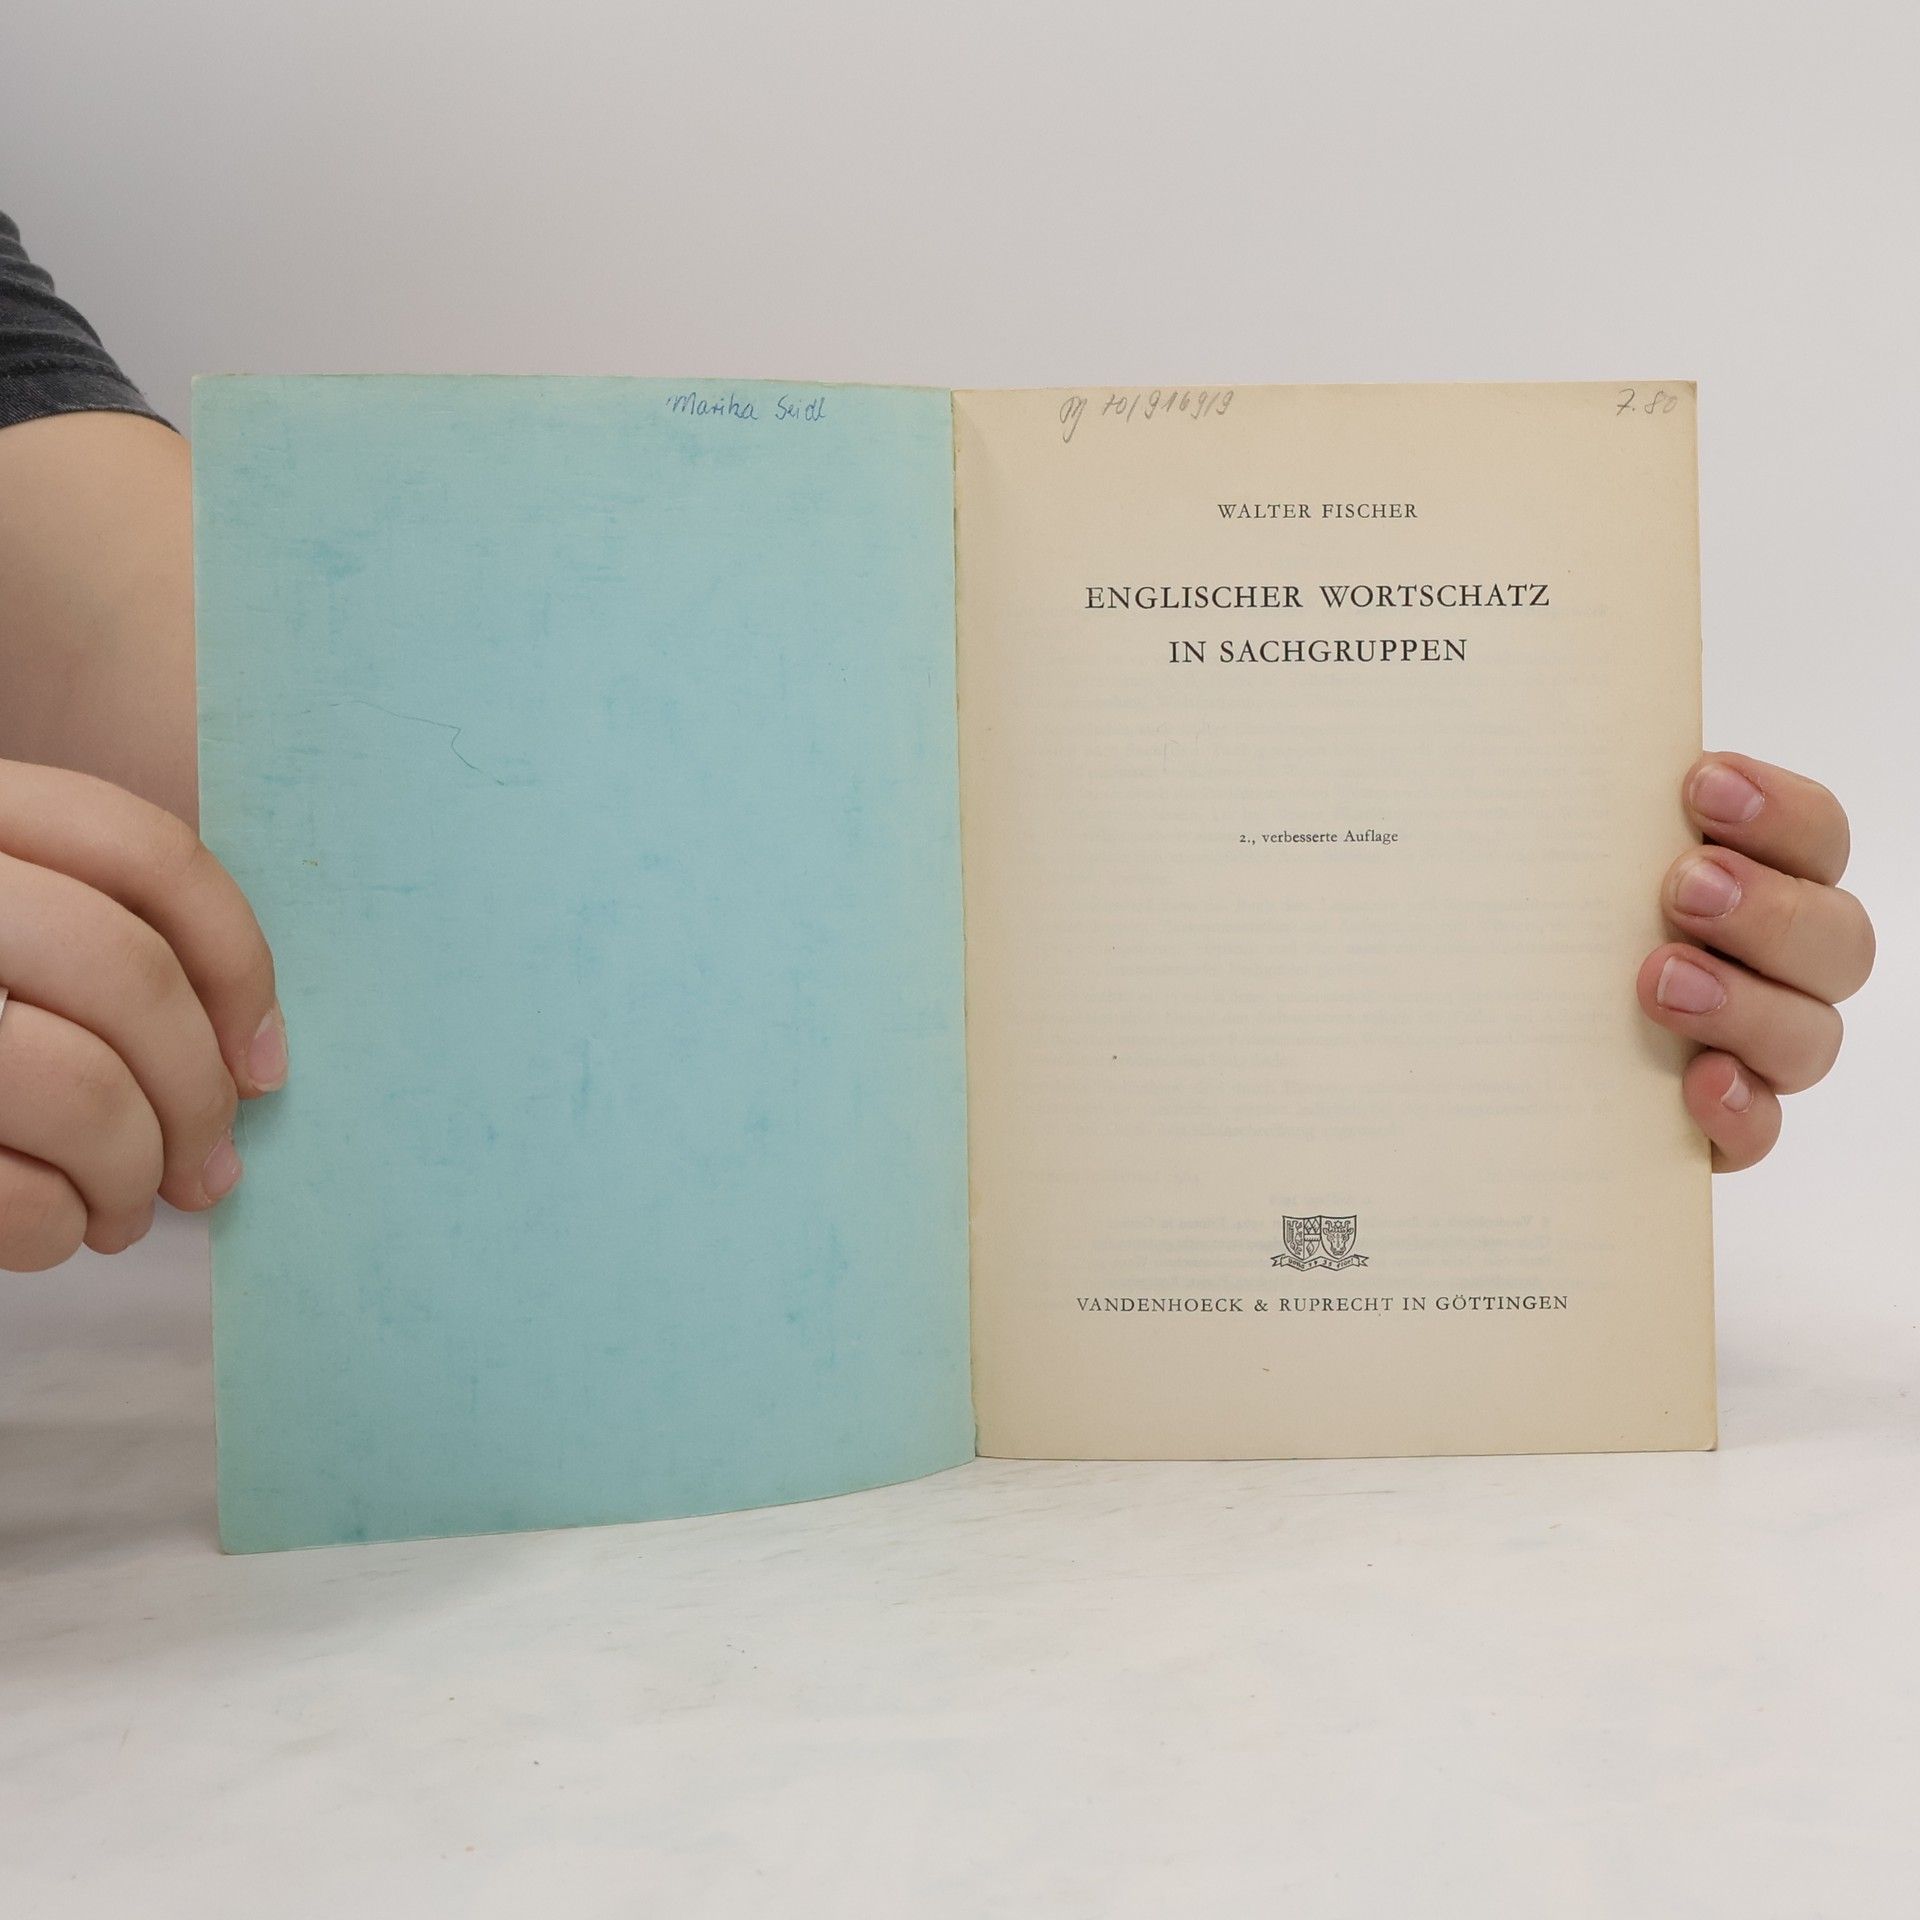 Marika Seidl
7.80
WALTER FISCHER
ENGLISCHER WORTSCHATZ
IN SACHGRUPPEN
2., verbesserte Auflage
VANDENHOECK & RUPRECHT IN GÖTTINGEN